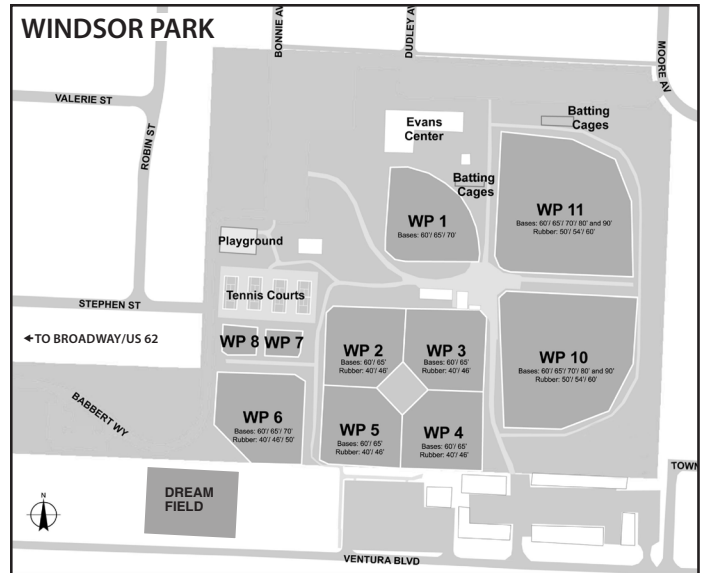 WINDSOR PARK
BONNIE AV
DUDLEY AV
MOORE AV
VALERIE ST
ROBIN ST
Evans
Center
Batting
Cages
Batting
Cages
WP 1
Bases: 60'/ 65'/ 70'
WP 11
Bases: 60'/ 65'/ 70'/ 80' and 90'
Rubber: 50'/ 54'/ 60'
Playground
Tennis Courts
STEPHEN ST
TO BROADWAY/US 62
WP 8
WP 7
WP 2
Bases: 60'/ 65'
Rubber: 40'/ 46'
WP 3
Bases: 60'/ 65'
Rubber: 40'/ 46'
WP 10
Bases: 60'/ 65'/ 70'/ 80' and 90'
Rubber: 50'/ 54'/ 60'
BABBERT WY
WP 6
Bases: 60'/ 65'/ 70'
Rubber: 40'/ 46'/ 50'
WP 5
Bases: 60'/ 65'
Rubber: 40'/ 46'
WP 4
Bases: 60'/ 65'
Rubber: 40'/ 46'
TOWN
DREAM
FIELD
N
VENTURA BLVD